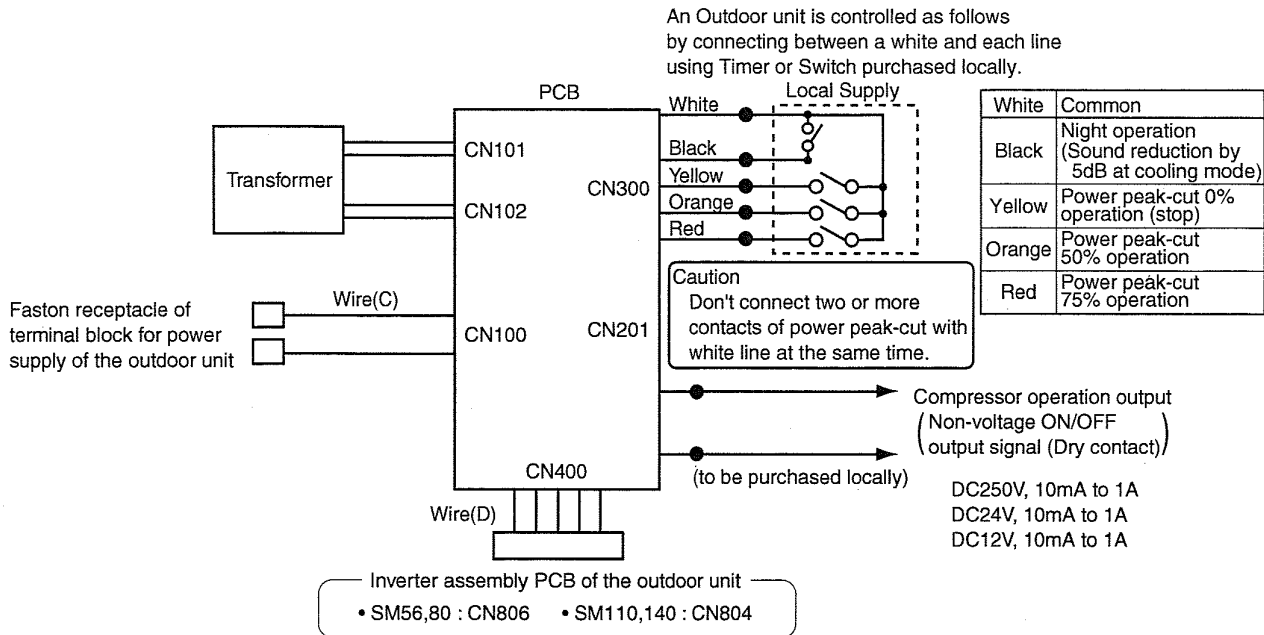 An Outdoor unit is controlled as follows
by connecting between a white and each line
using Timer or Switch purchased locally.
PCB
Local Supply
Transformer
CN101
CN102
CN300
White
Black
Yellow
Orange
Red
White Common
Black Night operation
(Sound reduction by
5dB at cooling mode)
Yellow Power peak-cut 0%
operation (stop)
Orange Power peak-cut
50% operation
Red Power peak-cut
75% operation
Caution
Don't connect two or more
contacts of power peak-cut with
white line at the same time.
Faston receptacle of
terminal block for power
supply of the outdoor unit
Wire(C)
CN100
CN201
Compressor operation output
(Non-voltage ON/OFF
output signal (Dry contact))
(to be purchased locally)
DC250V, 10mA to 1A
DC24V, 10mA to 1A
DC12V, 10mA to 1A
CN400
Wire(D)
Inverter assembly PCB of the outdoor unit
• SM56,80 : CN806 • SM110,140 : CN804